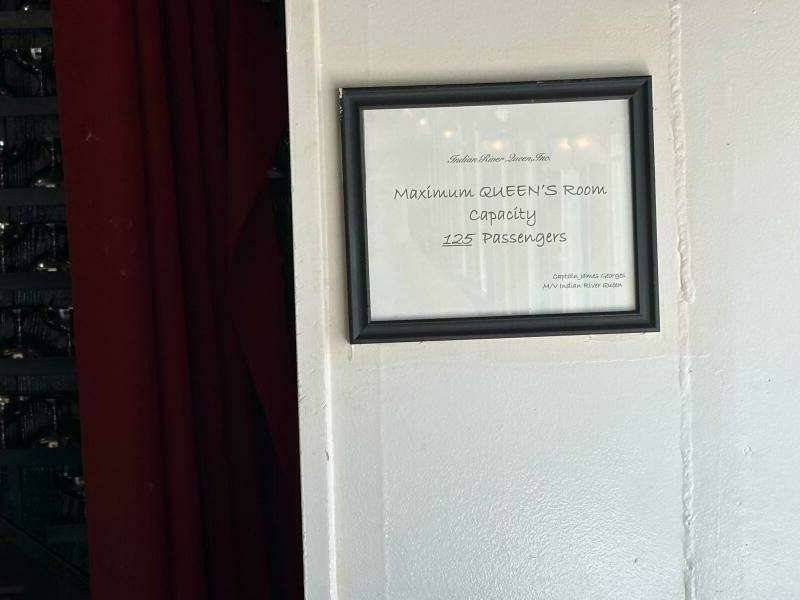 Indian River Queen, Inc.
Maximum QUEEN'S Room
Capacity
125 Passengers
Captain James Georges
M/V Indian River Queen